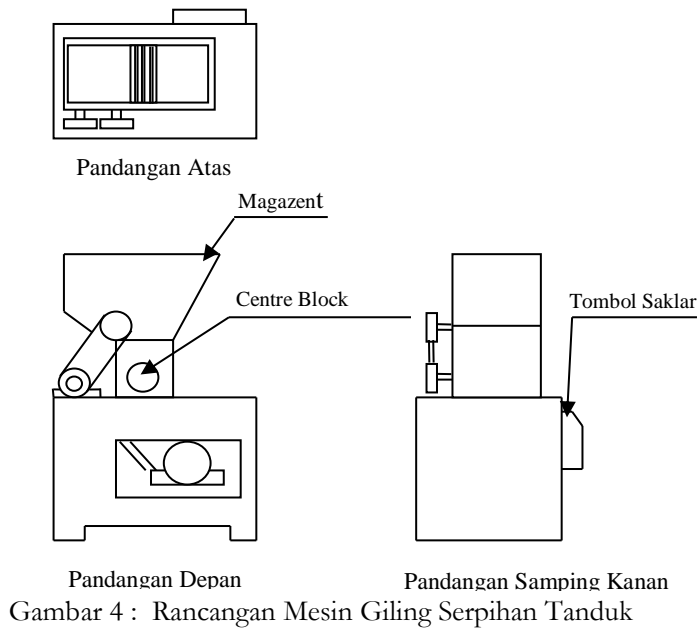 Pandangan Atas
Magazent
Centre Block
Tombol Saklar
Pandangan Depan
Pandangan Samping Kanan
Gambar 4 : Rancangan Mesin Giling Serpihan Tanduk